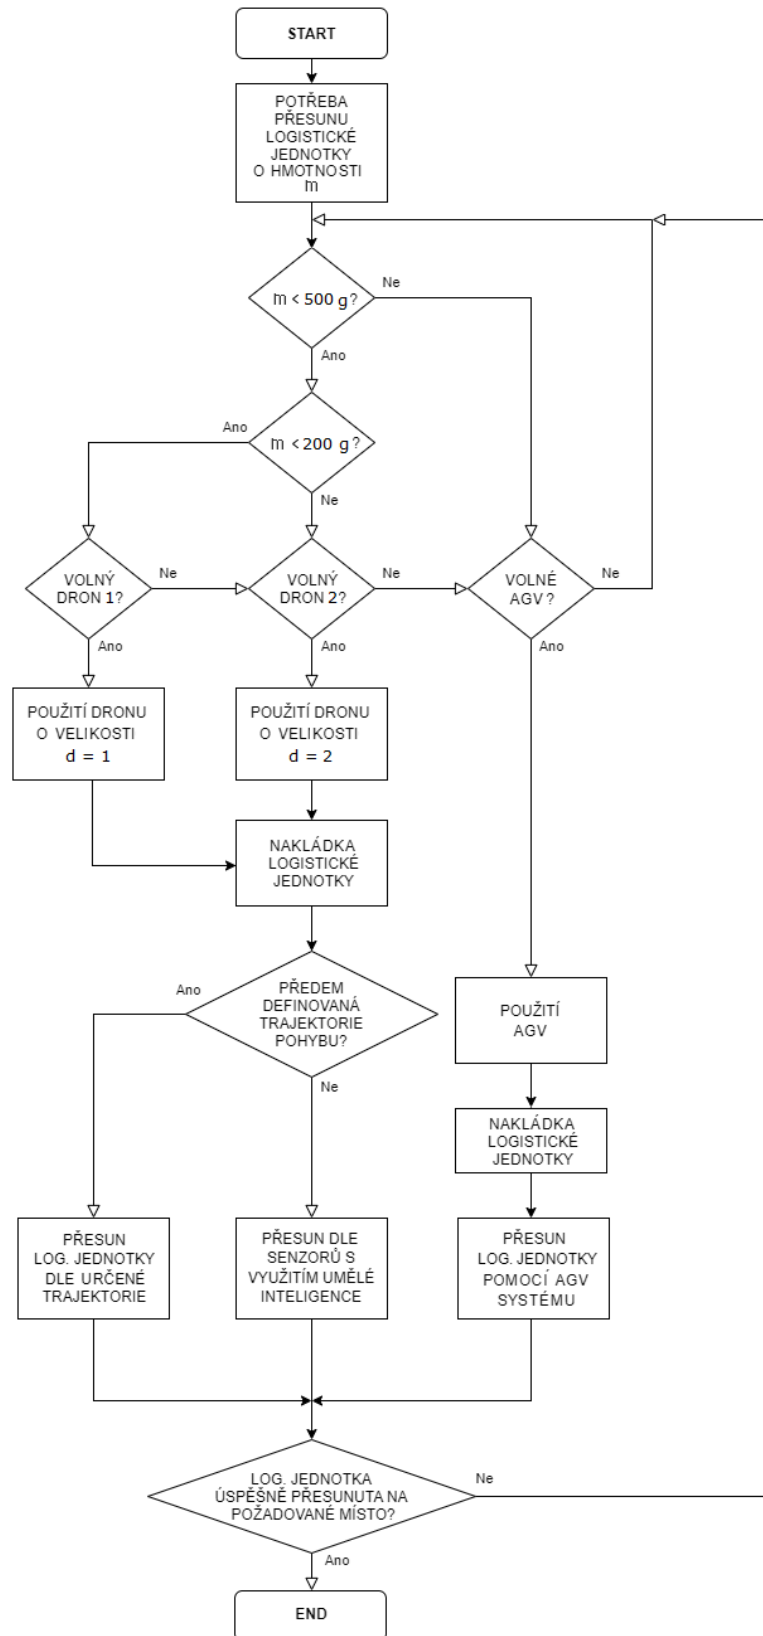 START
POTŘEBA
PŘESUNU
LOGISTICKÉ
JEDNOTKY
O HMOTNOSTI
m
m < 500 g?
Ne
Ano
m < 200 g?
Ano
Ne
VOLNÝ
DRON 1?
Ne
Ano
VOLNÝ
DRON 2?
Ne
Ano
VOLNÉ
AGV ?
Ne
Ano
POUŽITÍ DRONU
O VELIKOSTI
d = 1
POUŽITÍ DRONU
O VELIKOSTI
d = 2
NAKLÁDKA
LOGISTICKÉ
JEDNOTKY
PŘEDEM
DEFINOVANÁ
TRAJEKTORIE
POHYBU?
Ano
Ne
POUŽITÍ
AGV
NAKLÁDKA
LOGISTICKÉ
JEDNOTKY
PŘESUN
LOG. JEDNOTKY
DLE URČENÉ
TRAJEKTORIE
PŘESUN DLE
SENZORŮ S
VYUŽITÍM UMĚLÉ
INTELIGENCE
PŘESUN
LOG. JEDNOTKY
POMOCÍ AGV
SYSTÉMU
LOG. JEDNOTKA
ÚSPĚŠNĚ PŘESUNUTA NA
POŽADOVANÉ MÍSTO?
Ne
Ano
END